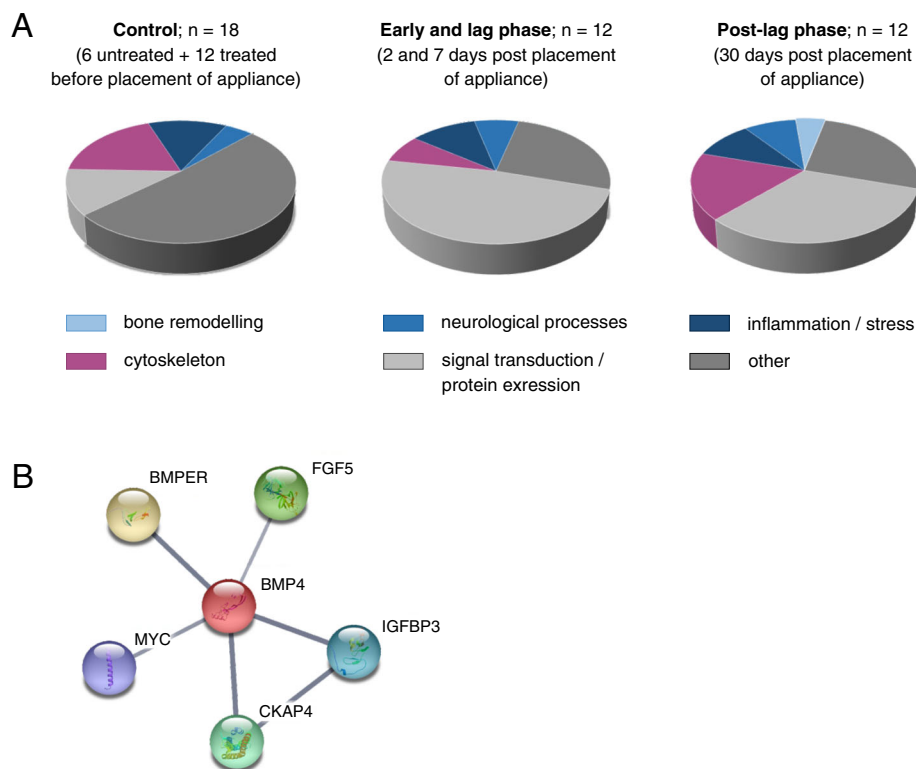 A
Control; n = 18
(6 untreated + 12 treated
before placement of appliance)
Early and lag phase; n = 12
(2 and 7 days post placement
of appliance)
Post-lag phase; n = 12
(30 days post placement
of appliance)
bone remodelling
neurological processes
inflammation / stress
cytoskeleton
signal transduction /
protein exression
other
B
BMPER
FGF5
BMP4
MYC
IGFBP3
CKAP4